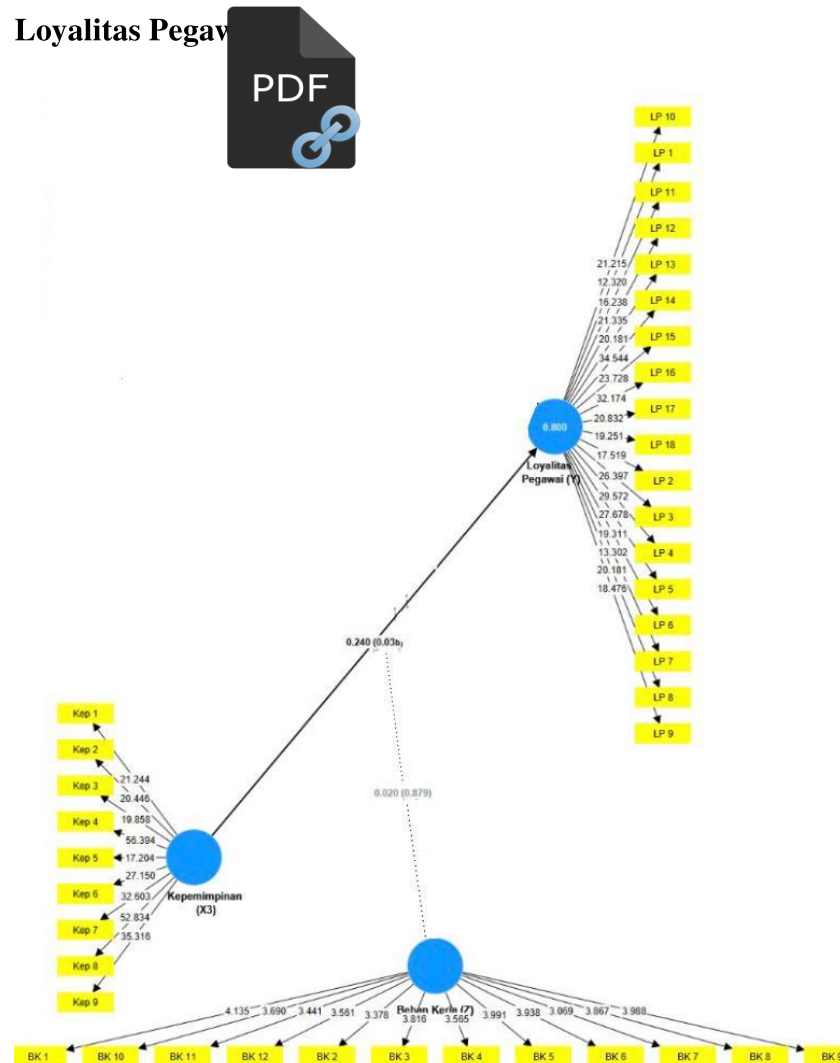 Loyalitas
PDF
LP 10
LP 1
LP 11
LP 12
LP 13
LP 14
LP 15
LP 16
LP 17
LP 18
LP 2
LP 3
LP 4
LP 5
LP 6
LP 7
LP 8
LP 9
21.215
12.320
16.238
21.335
20.181
34.544
23.728
32.174
20.832
19.251
17.519
26.397
29.572
27.678
19.311
13.302
20.181
18.476
0.800
Loyalitas
Pegawai (Y)
0.240
0.020 (0.879)
Kep 1
Kep 2
Kep 3
Kep 4
Kep 5
Kep 6
Kep 7
Kep 8
Kep 9
21.244
20.446
19.858
56.394
17.204
27.150
32.603
52.834
35.316
Kepemimpinan
(X3)
Beban Kerja (Z)
4.135 3.690 3.441 3.561 3.378 3.816 3.565 3.991 3.938 3.069 3.867 3.988
BK 1 BK 10 BK 11 BK 12 BK 2 BK 3 BK 4 BK 5 BK 6 BK 7 BK 8